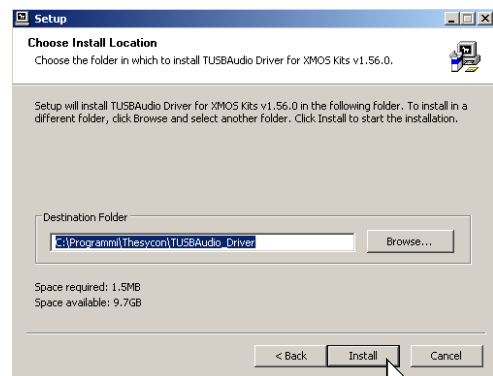 Setup
Choose Install Location
Choose the folder in which to install TUSBAudio Driver for XMOS Kits v1.56.0.
Setup will install TUSBAudio Driver for XMOS Kits v1.56.0 in the following folder. To install in a
different folder, click Browse and select another folder. Click Install to start the installation.
Destination Folder
C:\Programmi\Thesycon\TUSBAudio_Driver
Browse...
Space required: 1.5MB
Space available: 9.7GB
< Back
Install
Cancel